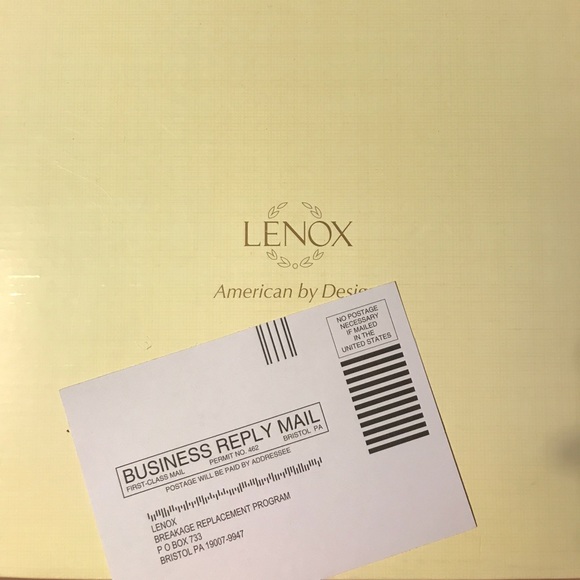 LENOX
American by Desig
NO POSTAGE
NECESSARY
IF MAILED
IN THE
UNITED STATES
BUSINESS REPLY MAIL
FIRST-CLASS MAIL PERMIT NO. 462 BRISTOL PA
POSTAGE WILL BE PAID BY ADDRESSEE
LENOX
BREAKAGE REPLACEMENT PROGRAM
P O BOX 733
BRISTOL PA 19007-9947